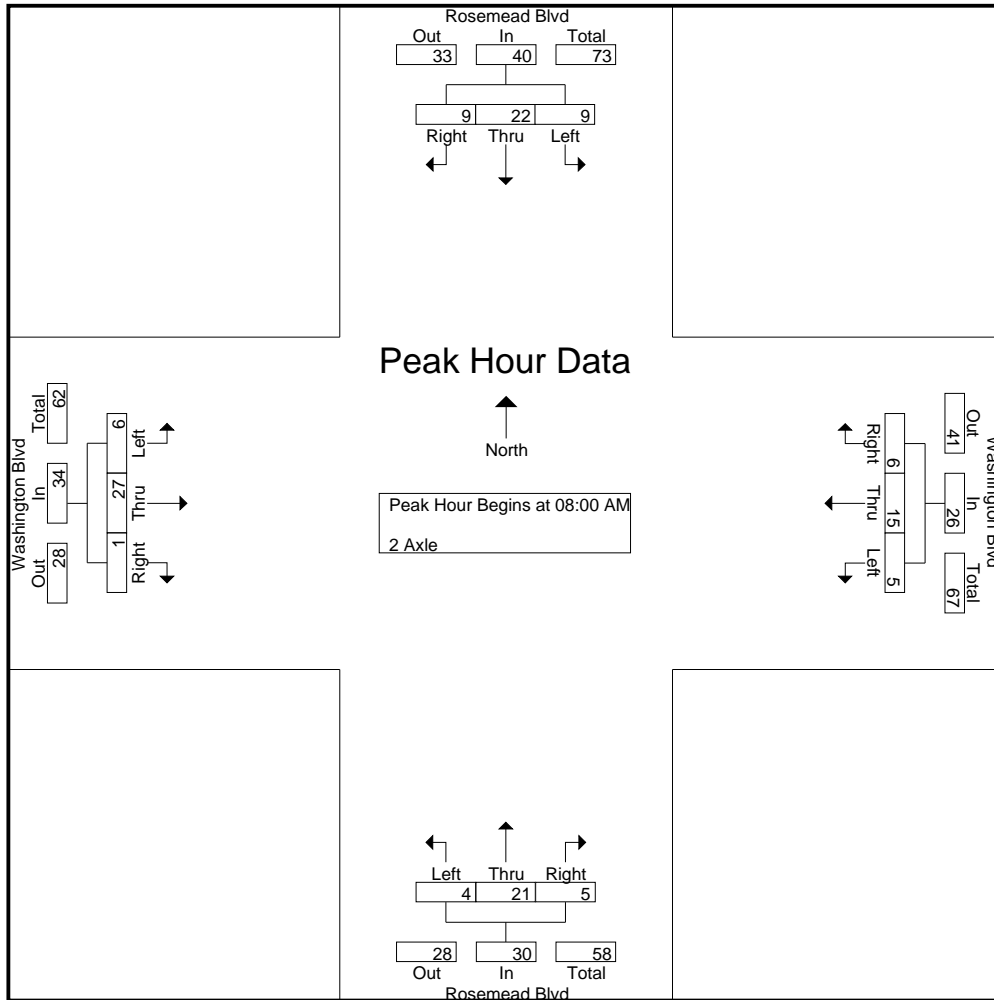 Rosemead Blvd
Out In Total
33 40 73
9 22 9
Right Thru Left
Peak Hour Data
North
Peak Hour Begins at 08:00 AM
2 Axle
Washington Blvd
Out In Total
28 34 62
1 27 6
Right Thru Left
Washington Blvd
Out In Total
41 26 67
6 15 5
Right Thru Left
Left Thru Right
4 21 5
28 30 58
Out In Total
Rosemead Blvd